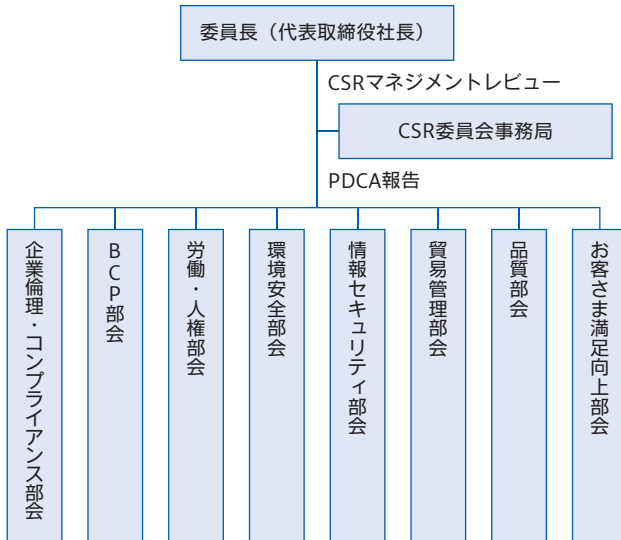 委員長（代表取締役社長）
CSRマネジメントレビュー
CSR委員会事務局
PDCA報告
企業倫理・コンプライアンス部会
BCP部会
労働・人権部会
環境安全部会
情報セキュリティ部会
貿易管理部会
品質部会
お客さま満足向上部会